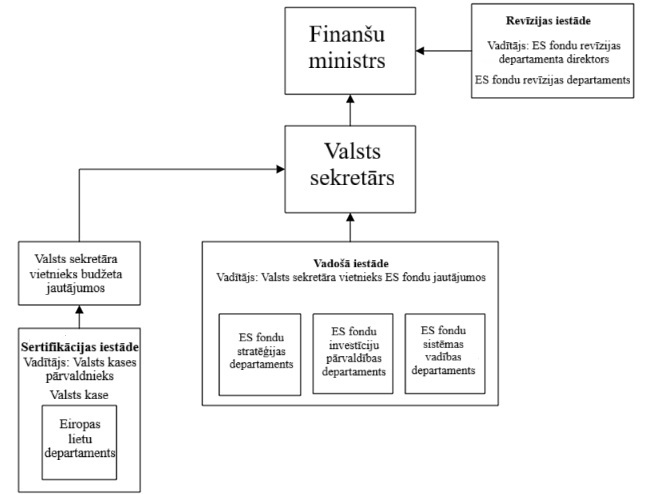 Finanšu
ministrs
Revīzijas iestāde
Vadītājs: ES fondu revīzijas
departamenta direktors
ES fondu revīzijas departaments
Valsts
sekretārs
Valsts sekretāra
vietnieks budžeta
jautājumos
Vadošā iestāde
Vadītājs: Valsts sekretāra vietnieks ES fondu jautājumos
ES fondu
stratēģijas
departaments
ES fondu
investīciju
pārvaldības
departaments
ES fondu
sistēmas
vadības
departaments
Sertifikācijas iestāde
Vadītājs: Valsts kases
pārvaldnieks
Valsts kase
Eiropas
lietu
departaments